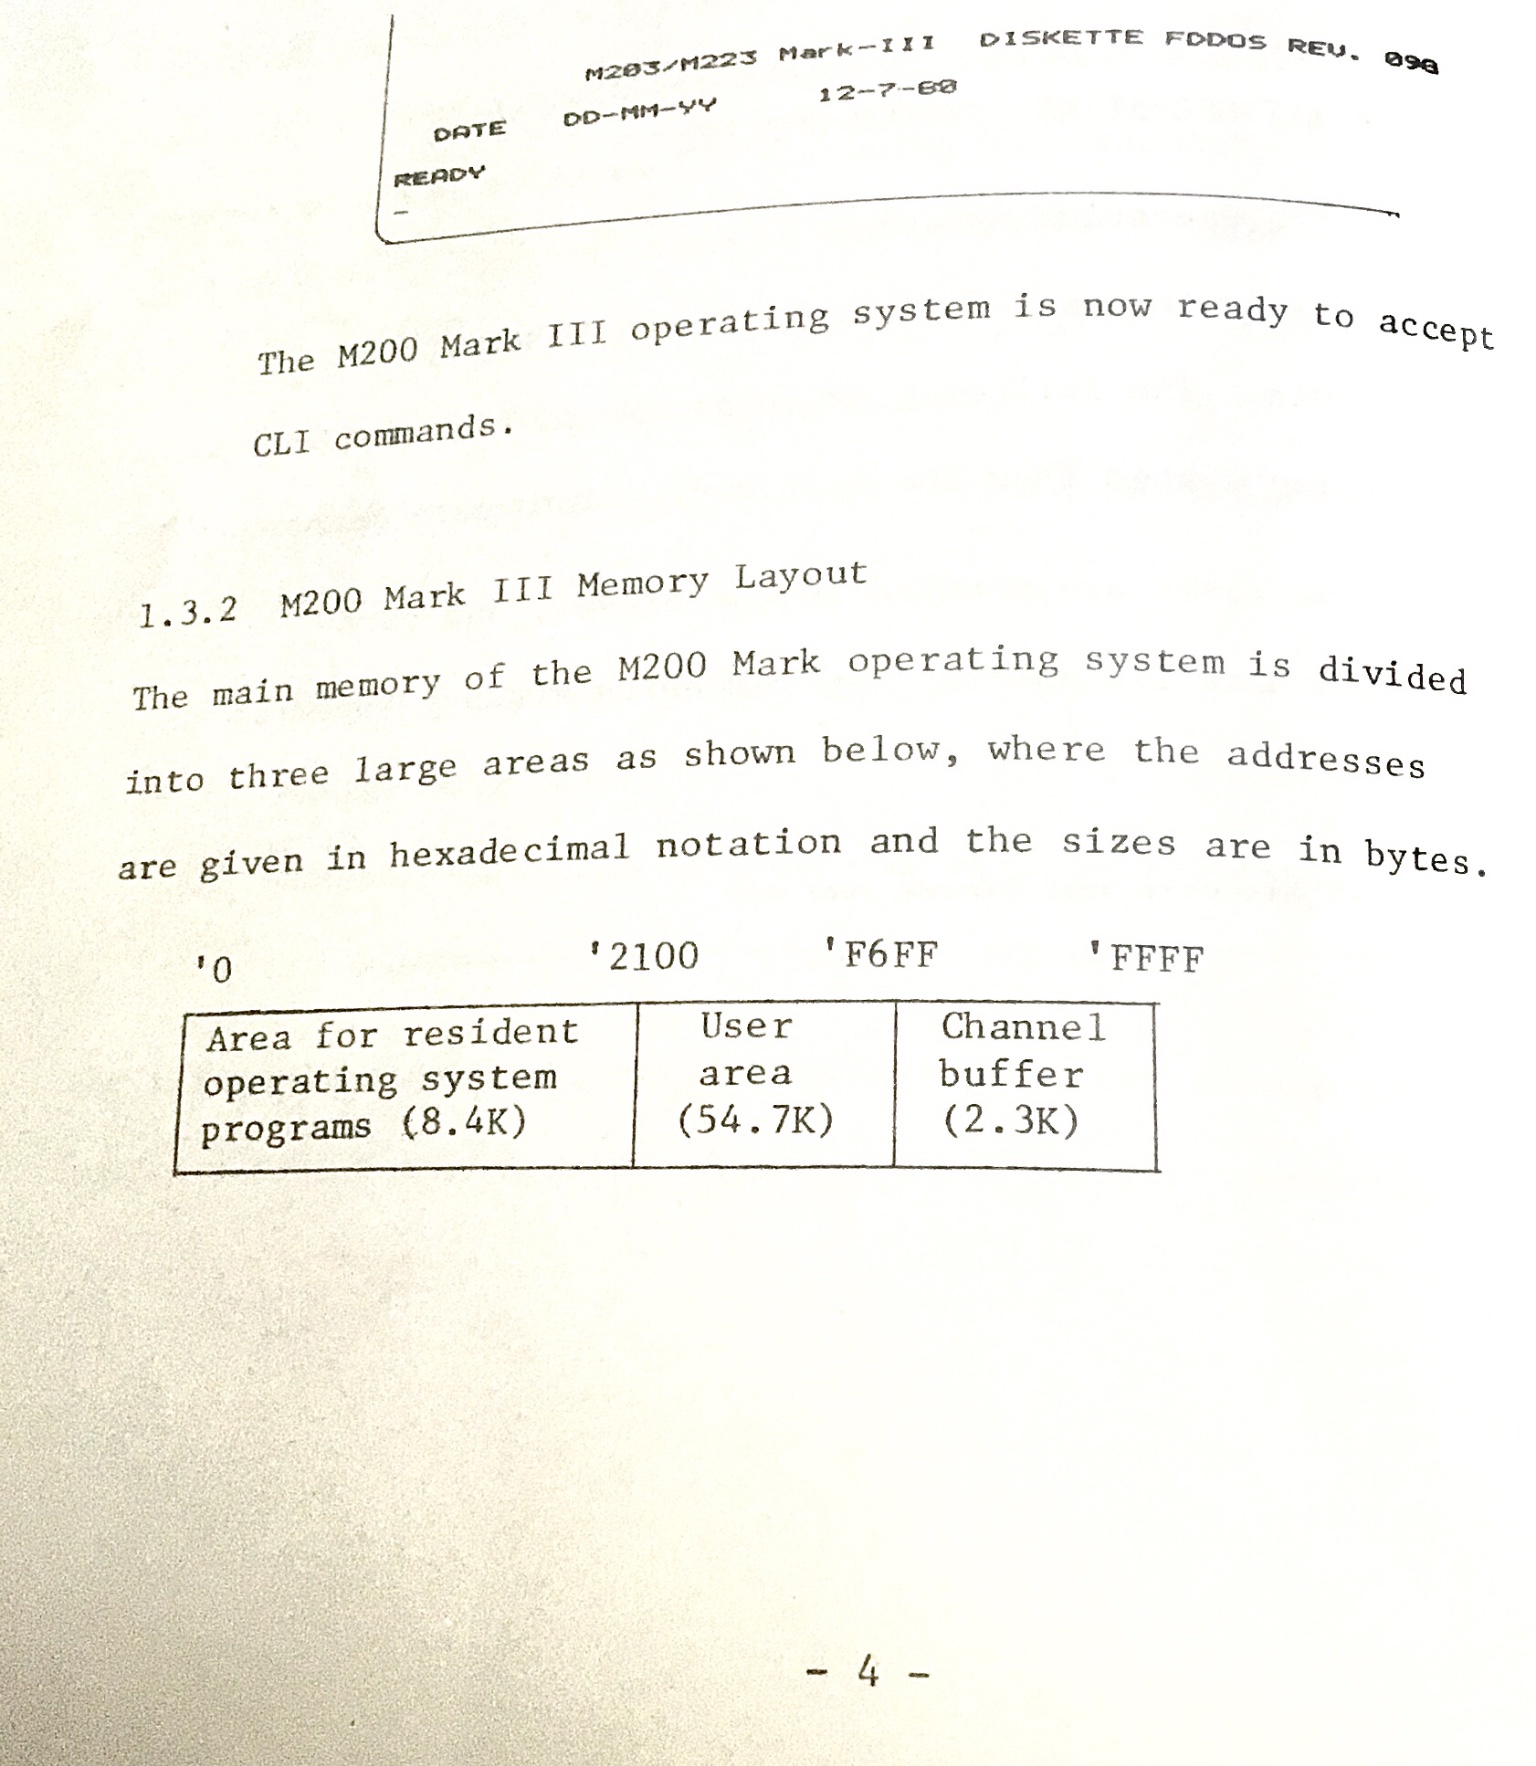 M203/M223 Mark-III DISKETTE FDDOS REV. 098
DATE DD-MM-YY 12-7-80
READY
_
The M200 Mark III operating system is now ready to accept
CLI commands.
1.3.2 M200 Mark III Memory Layout
The main memory of the M200 Mark operating system is divided
into three large areas as shown below, where the addresses
are given in hexadecimal notation and the sizes are in bytes.
'0 '2100 'F6FF 'FFFF
Area for resident User Channel
operating system area buffer
programs (8.4K) (54.7K) (2.3K)
- 4 -